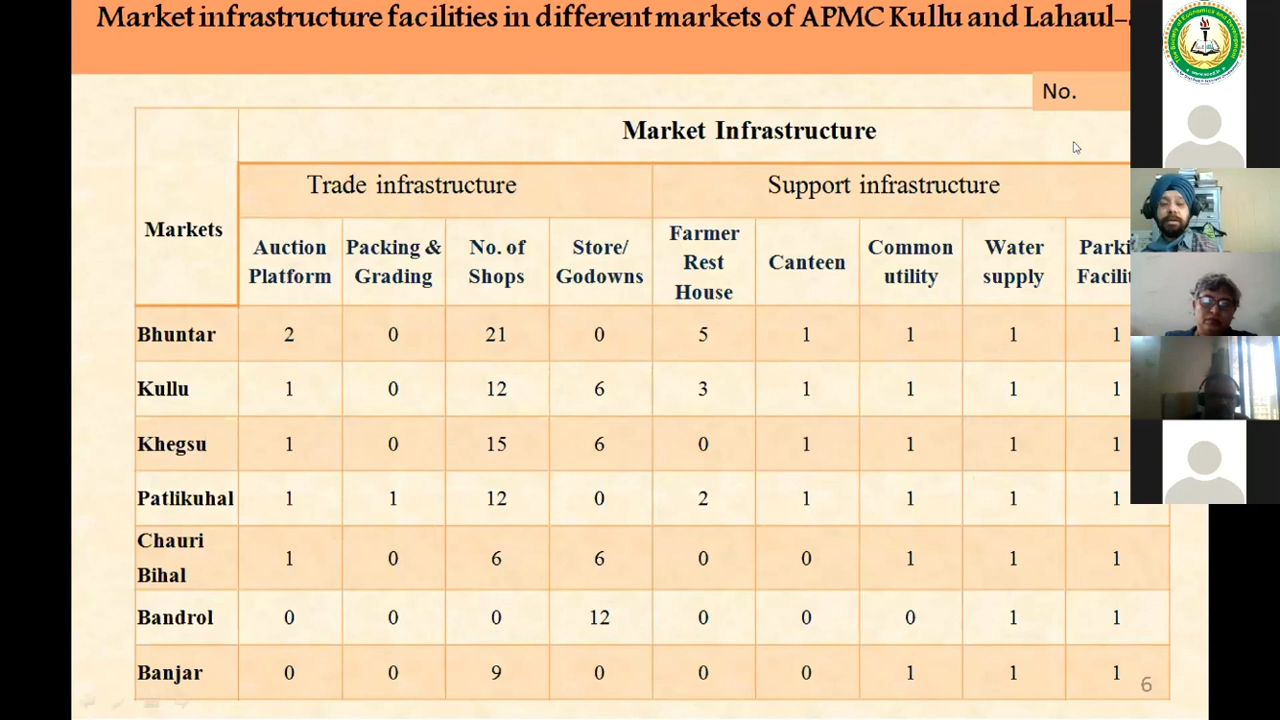 Market infrastructure facilities in different markets of APMC Kullu and Lahaul-
No.
Markets
Market Infrastructure
Trade infrastructure Support infrastructure
Auction Platform Packing & Grading No. of Shops Store/ Godowns Farmer Rest House Canteen Common utility Water supply
Bhuntar 2 0 21 0 5 1 1 1 1
Kullu 1 0 12 6 3 1 1 1 1
Khegsu 1 0 15 6 0 1 1 1 1
Patlikuhal 1 1 12 0 2 1 1 1 1
Chauri Bihal 1 0 6 6 0 0 1 1 1
Bandrol 0 0 0 12 0 0 0 1 1
Banjar 0 0 9 0 0 0 1 1 1
6